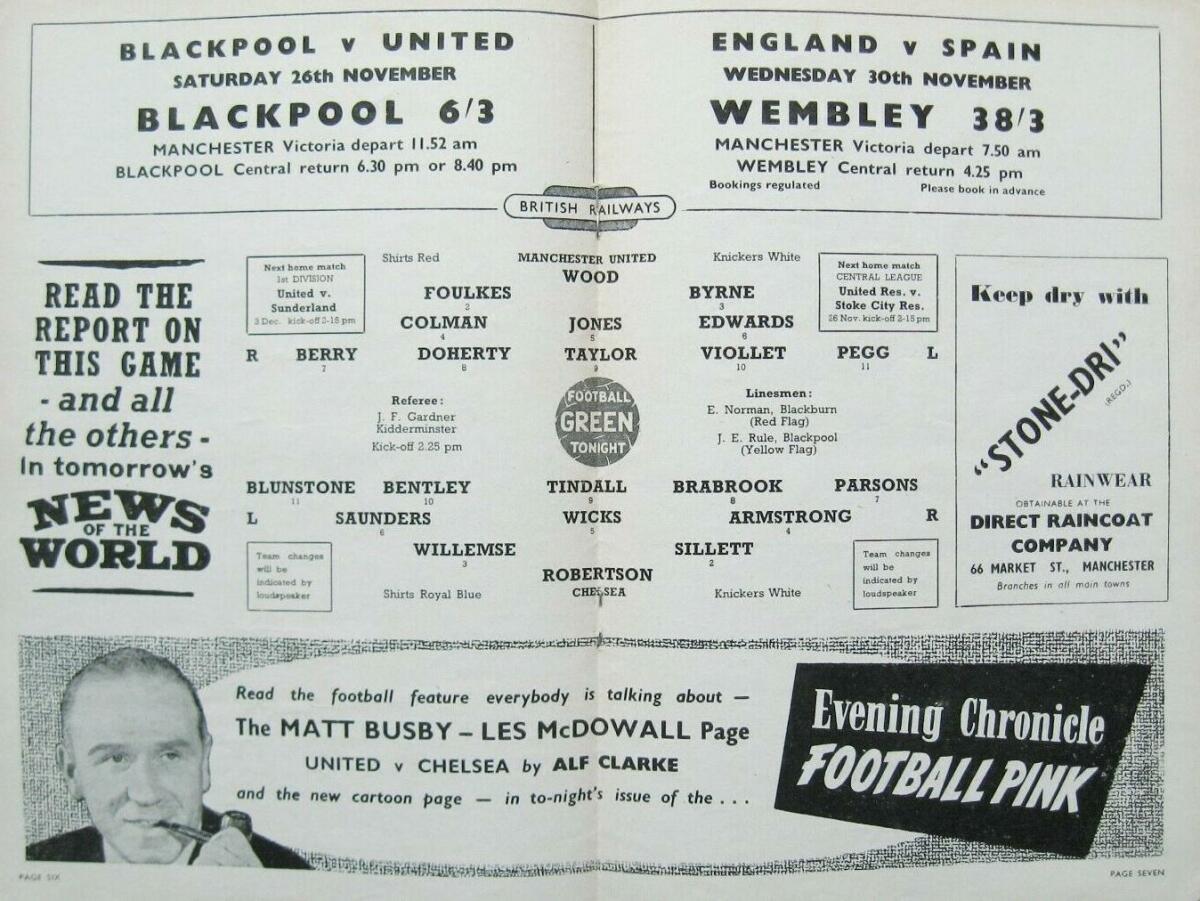 BLACKPOOL v UNITED
SATURDAY 26th NOVEMBER
BLACKPOOL 6/3
MANCHESTER Victoria depart 11.52 am
BLACKPOOL Central return 6.30 pm or 8.40 pm
ENGLAND v SPAIN
WEDNESDAY 30th NOVEMBER
WEMBLEY 38/3
MANCHESTER Victoria depart 7.50 am
WEMBLEY Central return 4.25 pm
Bookings regulated Please book in advance
BRITISH RAILWAYS
READ THE
REPORT ON
THIS GAME
- and all
the others -
In tomorrow's
NEWS
OF THE
WORLD
Next home match
1st DIVISION
United v.
Sunderland
3 Dec. kick-off 2-15 pm
Shirts Red
MANCHESTER UNITED
Knickers White
Next home match
CENTRAL LEAGUE
United Res. v.
Stoke City Res.
26 Nov. kick-off 2-15 pm
WOOD
FOULKES BYRNE
2 3
COLMAN JONES EDWARDS
4 5 6
R BERRY DOHERTY TAYLOR VIOLLET PEGG L
7 8 9 10 11
Referee:
J. F. Gardner
Kidderminster
Kick-off 2.25 pm
FOOTBALL
GREEN
TONIGHT
Linesmen:
E. Norman, Blackburn
(Red Flag)
J. E. Rule, Blackpool
(Yellow Flag)
BLUNSTONE BENTLEY TINDALL BRABROOK PARSONS
11 10 9 8 7
L SAUNDERS WICKS ARMSTRONG R
6 5 4
WILLEMSE SILLETT
3 2
ROBERTSON
Team changes
will be
indicated by
loudspeaker
Shirts Royal Blue
CHELSEA
Knickers White
Team changes
will be
indicated by
loudspeaker
Keep dry with
"STONE-DRI"
(REGD.)
RAINWEAR
OBTAINABLE AT THE
DIRECT RAINCOAT
COMPANY
66 MARKET ST., MANCHESTER
Branches in all main towns
Read the football feature everybody is talking about —
The MATT BUSBY – LES McDOWALL Page
UNITED v CHELSEA by ALF CLARKE
and the new cartoon page — in to-night's issue of the . . .
Evening Chronicle
FOOTBALL PINK
PAGE SIX
PAGE SEVEN